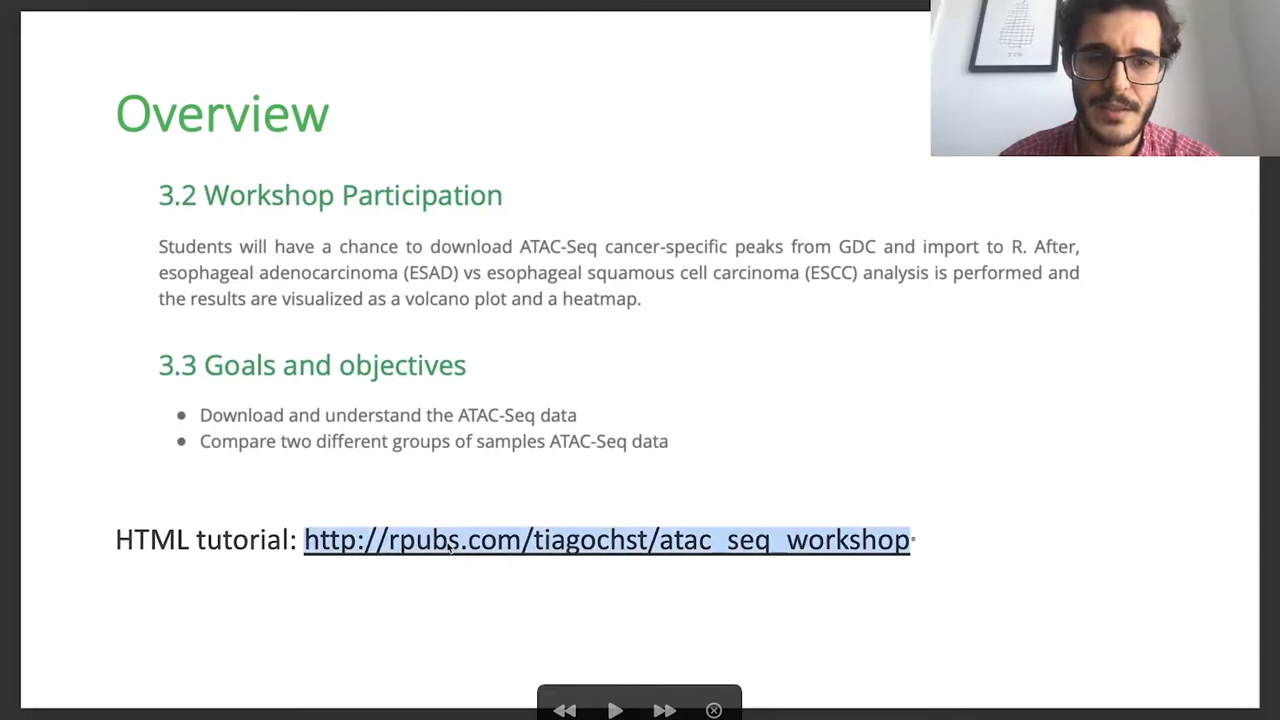 Overview
3.2 Workshop Participation
Students will have a chance to download ATAC-Seq cancer-specific peaks from GDC and import to R. After,
esophageal adenocarcinoma (ESAD) vs esophageal squamous cell carcinoma (ESCC) analysis is performed and
the results are visualized as a volcano plot and a heatmap.
3.3 Goals and objectives
● Download and understand the ATAC-Seq data
● Compare two different groups of samples ATAC-Seq data
HTML tutorial: http://rpubs.com/tiagochst/atac_seq_workshop